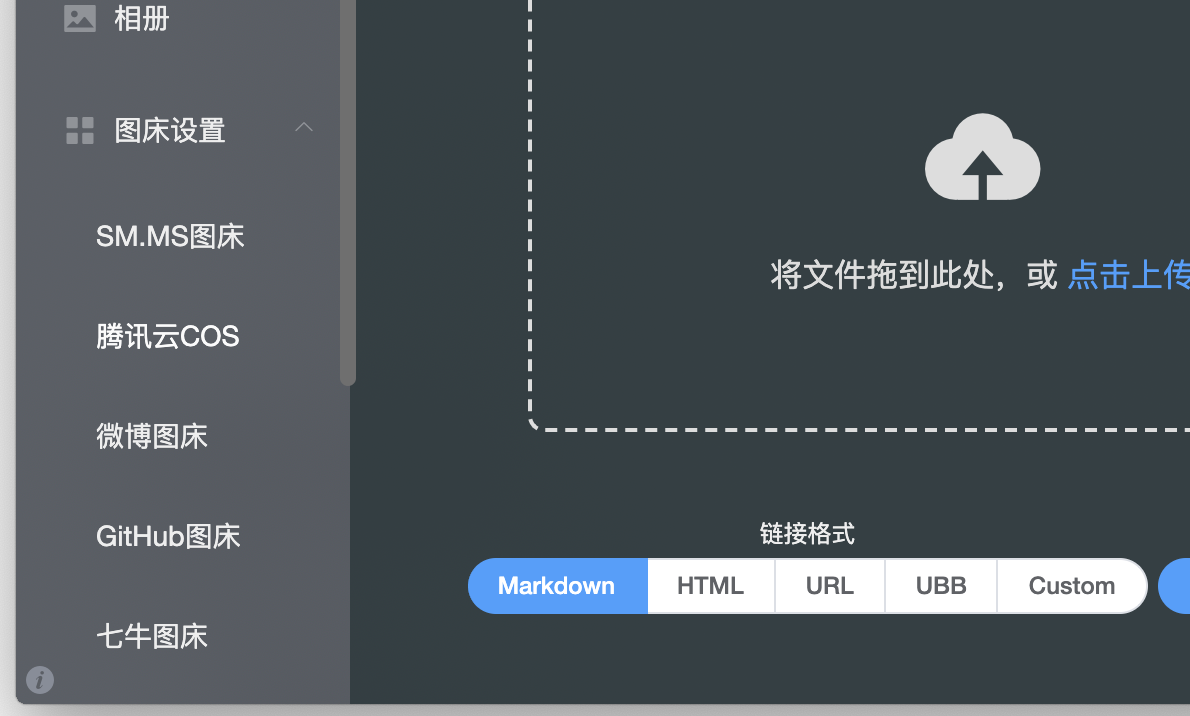 相册
图床设置
SM.MS图床
腾讯云COS
微博图床
GitHub图床
七牛图床
将文件拖到此处，或 点击上传
链接格式
Markdown HTML URL UBB Custom